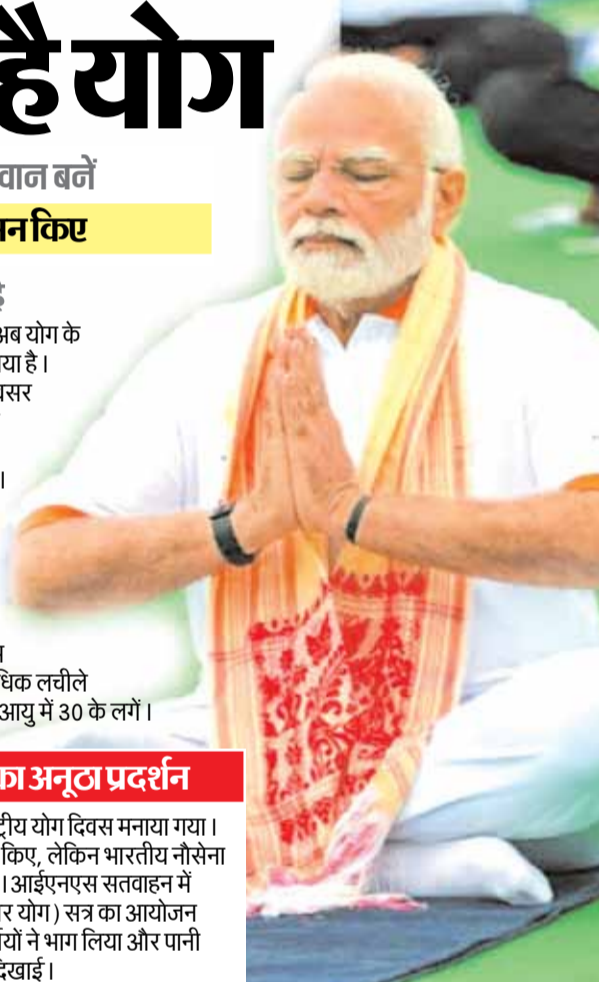 है योग
वान बनें
न किए
है
अब योग के
या है।
सर
।
धिक लचीले
आयु में 30 के लगें।
का अनूठा प्रदर्शन
ट्रीय योग दिवस मनाया गया।
किए, लेकिन भारतीय नौसेना
। आईएनएस सतवाहन में
र योग) सत्र का आयोजन
यों ने भाग लिया और पानी
दिखाई।